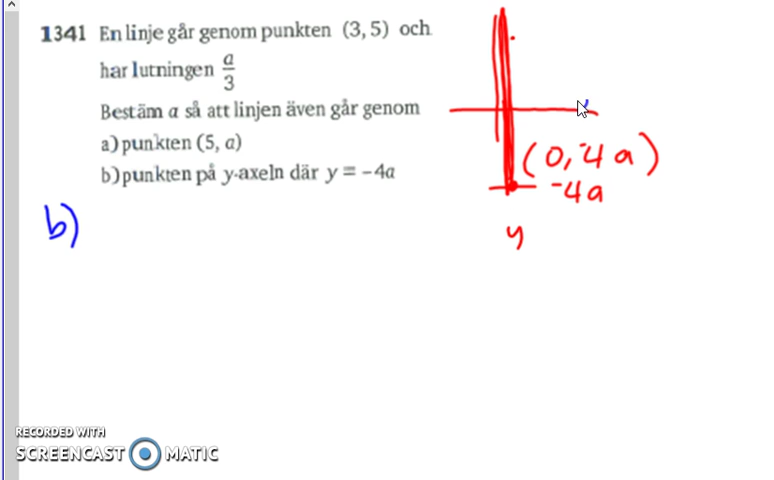 1341 En linje går genom punkten (3, 5) och
har lutningen a/3
Bestäm a så att linjen även går genom
a) punkten (5, a)
b) punkten på y-axeln där y = −4a
(0, -4a)
-4a
y
b)
RECORDED WITH
SCREENCAST MATIC